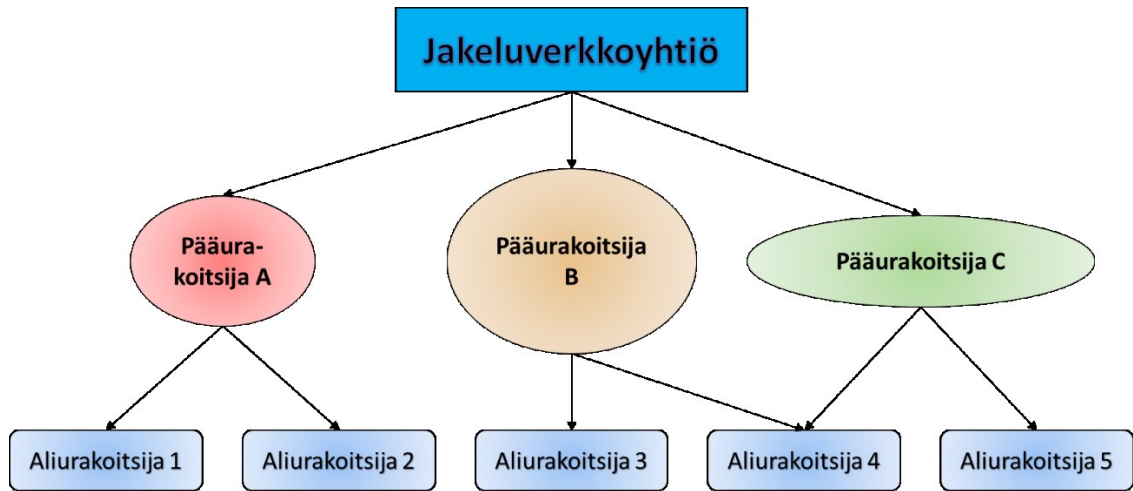 Jakeluverkkoyhtiö
Pääura-
koitsija A
Pääurakoitsija
B
Pääurakoitsija C
Aliurakoitsija 1
Aliurakoitsija 2
Aliurakoitsija 3
Aliurakoitsija 4
Aliurakoitsija 5